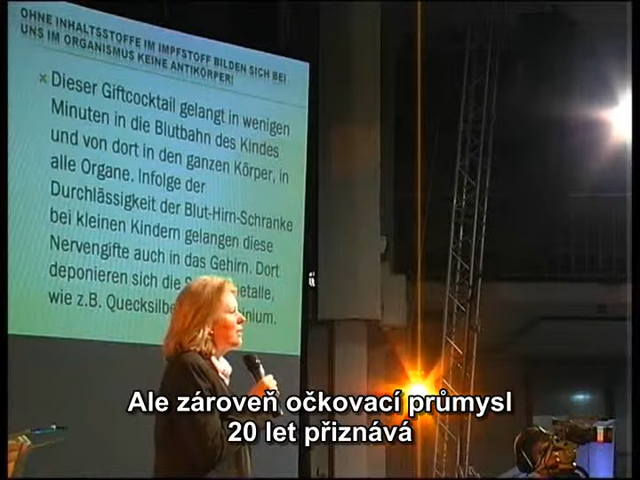 OHNE INHALTSSTOFFE IM IMPFSTOFF BILDEN SICH BEI
UNS IM ORGANISMUS KEINE ANTIKÖRPER!
Dieser Giftcocktail gelangt in wenigen
Minuten in die Blutbahn des Kindes
und von dort in den ganzen Körper, in
alle Organe. Infolge der
Durchlässigkeit der Blut-Hirn-Schranke
bei kleinen Kindern gelangen diese
Nervengifte auch in das Gehirn. Dort
deponieren sich die
wie z.B.
Ale zároveň očkovací průmysl
20 let přiznává